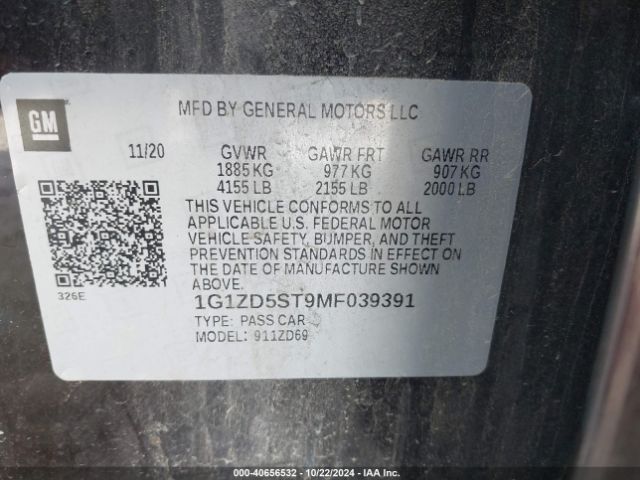 MFD BY GENERAL MOTORS LLC
GM
11/20 GVWR GAWR FRT GAWR RR
1885 KG 977 KG 907 KG
4155 LB 2155 LB 2000 LB
THIS VEHICLE CONFORMS TO ALL
APPLICABLE U.S. FEDERAL MOTOR
VEHICLE SAFETY, BUMPER, AND THEFT
PREVENTION STANDARDS IN EFFECT ON
THE DATE OF MANUFACTURE SHOWN
ABOVE.
326E
1G1ZD5ST9MF039391
TYPE: PASS CAR
MODEL: 911ZD69
000-40656532 - 10/22/2024 - IAA Inc.